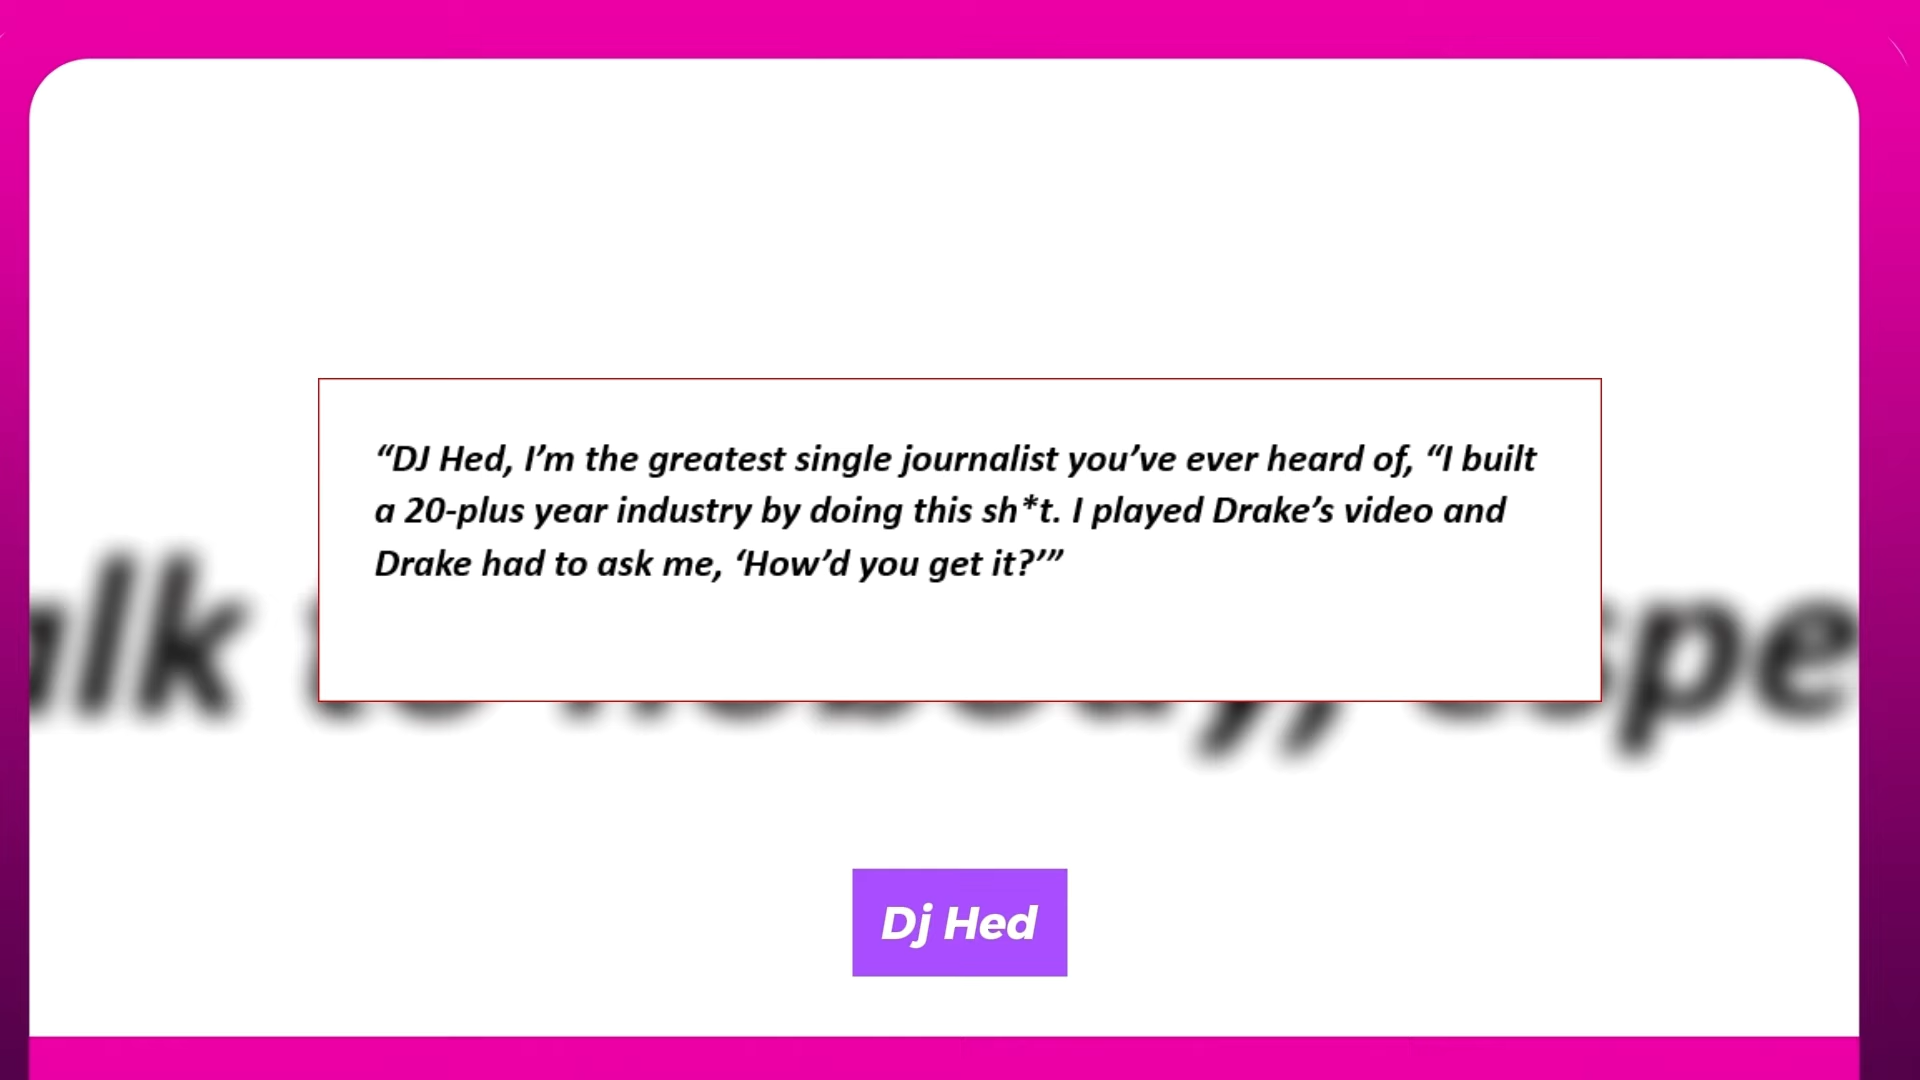 “DJ Hed, I’m the greatest single journalist you’ve ever heard of, “I built
a 20-plus year industry by doing this sh*t. I played Drake’s video and
Drake had to ask me, ‘How’d you get it?’”
Dj Hed